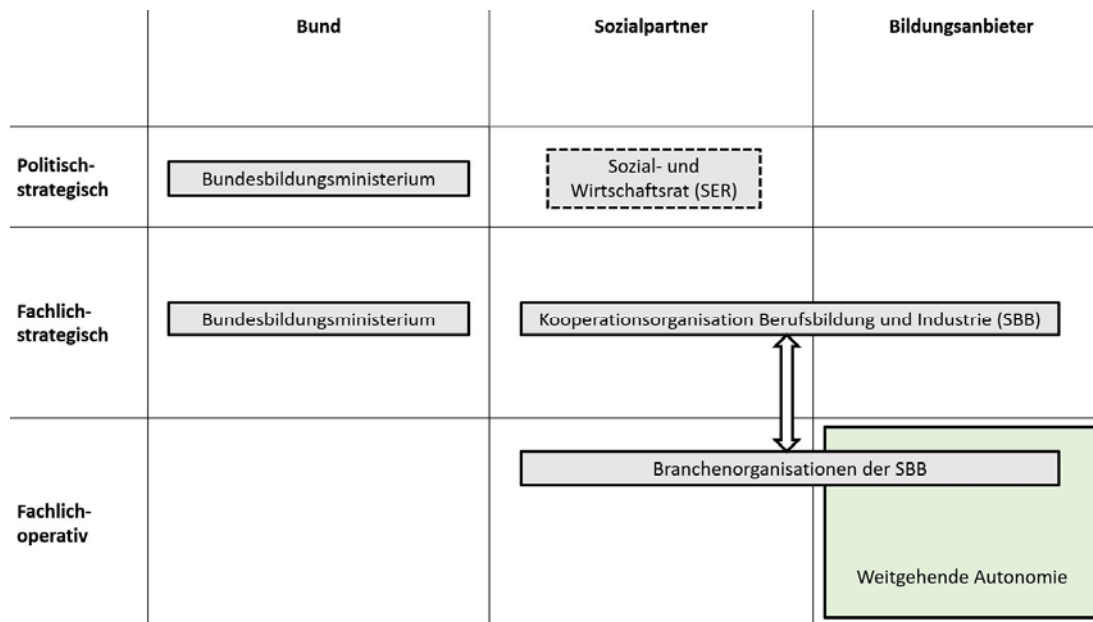 Bund
Sozialpartner
Bildungsanbieter
Politisch-
strategisch
Bundesbildungsministerium
Sozial- und
Wirtschaftsrat (SER)
Fachlich-
strategisch
Bundesbildungsministerium
Kooperationsorganisation Berufsbildung und Industrie (SBB)
Fachlich-
operativ
Branchenorganisationen der SBB
Weitgehende Autonomie